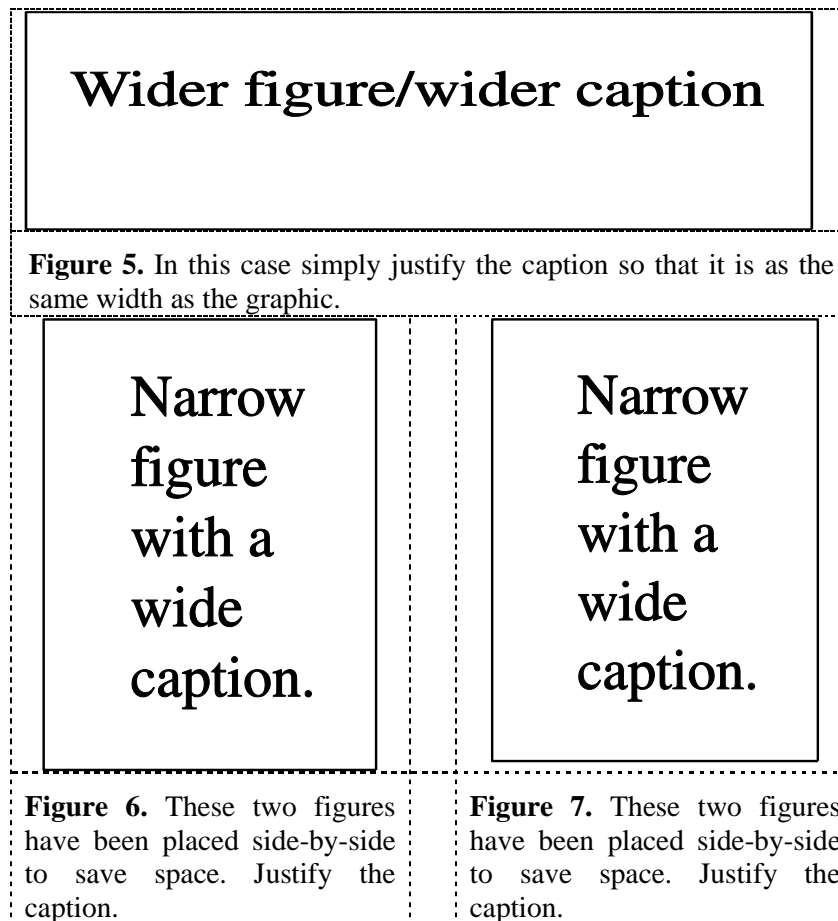 Wider figure/wider caption
Figure 5. In this case simply justify the caption so that it is as the
same width as the graphic.
Narrow
figure
with a
wide
caption.
Narrow
figure
with a
wide
caption.
Figure 6. These two figures
have been placed side-by-side
to save space. Justify the
caption.
Figure 7. These two figures
have been placed side-by-side
to save space. Justify the
caption.